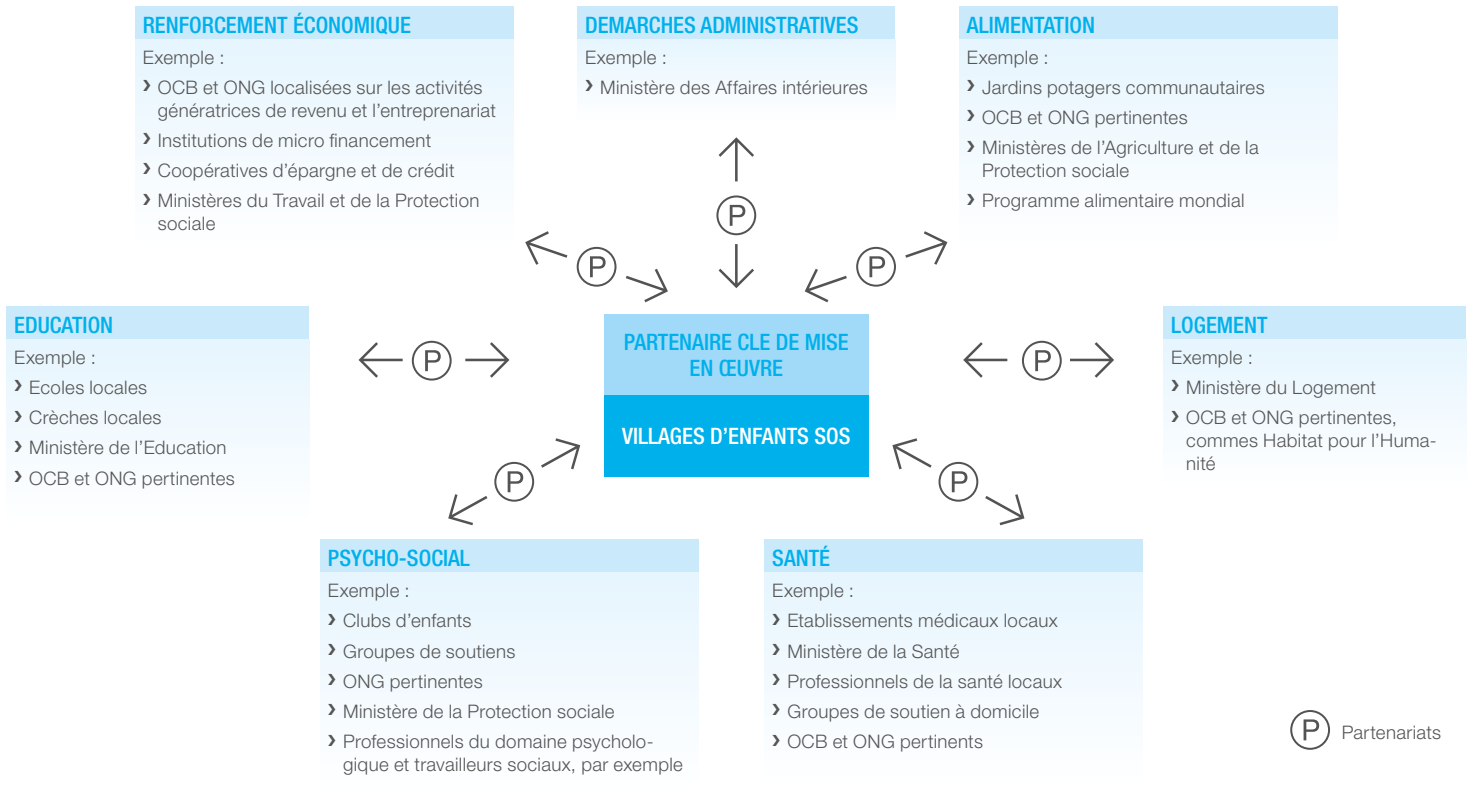 RENFORCEMENT ÉCONOMIQUE
Exemple :
› OCB et ONG localisées sur les activités
génératrices de revenu et l'entreprenariat
› Institutions de micro financement
› Coopératives d'épargne et de crédit
› Ministères du Travail et de la Protection
sociale
DEMARCHES ADMINISTRATIVES
Exemple :
› Ministère des Affaires intérieures
ALIMENTATION
Exemple :
› Jardins potagers communautaires
› OCB et ONG pertinentes
› Ministères de l'Agriculture et de la
Protection sociale
› Programme alimentaire mondial
P
P
P
EDUCATION
Exemple :
› Ecoles locales
› Crèches locales
› Ministère de l'Education
› OCB et ONG pertinentes
P
PARTENAIRE CLE DE MISE
EN ŒUVRE
VILLAGES D'ENFANTS SOS
P
LOGEMENT
Exemple :
› Ministère du Logement
› OCB et ONG pertinentes,
commes Habitat pour l'Huma-
nité
P
P
PSYCHO-SOCIAL
Exemple :
› Clubs d'enfants
› Groupes de soutiens
› ONG pertinentes
› Ministère de la Protection sociale
› Professionnels du domaine psycholo-
gique et travailleurs sociaux, par exemple
SANTÉ
Exemple :
› Etablissements médicaux locaux
› Ministère de la Santé
› Professionnels de la santé locaux
› Groupes de soutien à domicile
› OCB et ONG pertinents
P Partenariats